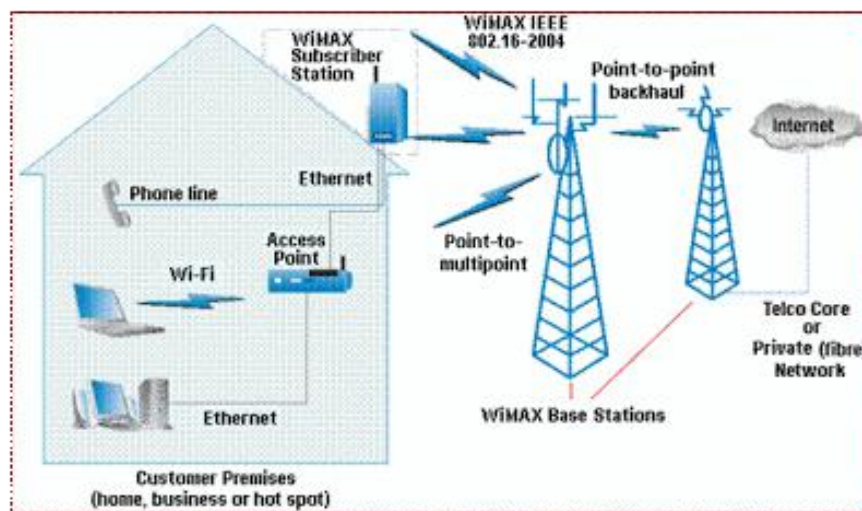 WiMAX IEEE
802.16-2004
WiMAX
Subscriber
Station
Point-to-point
backhaul
Internet
Ethernet
Phone line
Access
Point
Wi-Fi
Point-to-
multipoint
Telco Core
or
Private (fibre
Network
Ethernet
WiMAX Base Stations
Customer Premises
(home, business or hot spot)